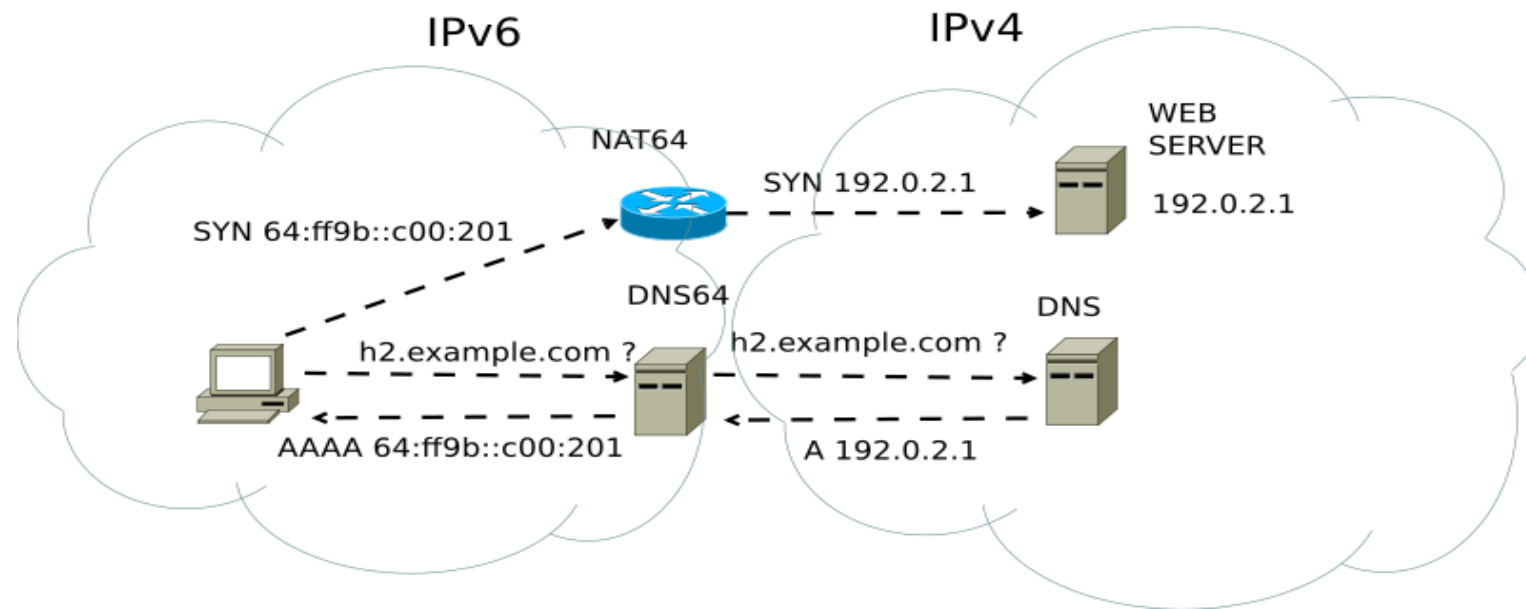 IPv6
IPv4
NAT64
WEB
SERVER
SYN 192.0.2.1
192.0.2.1
SYN 64:ff9b::c00:201
DNS64
DNS
h2.example.com ?
h2.example.com ?
AAAA 64:ff9b::c00:201
A 192.0.2.1